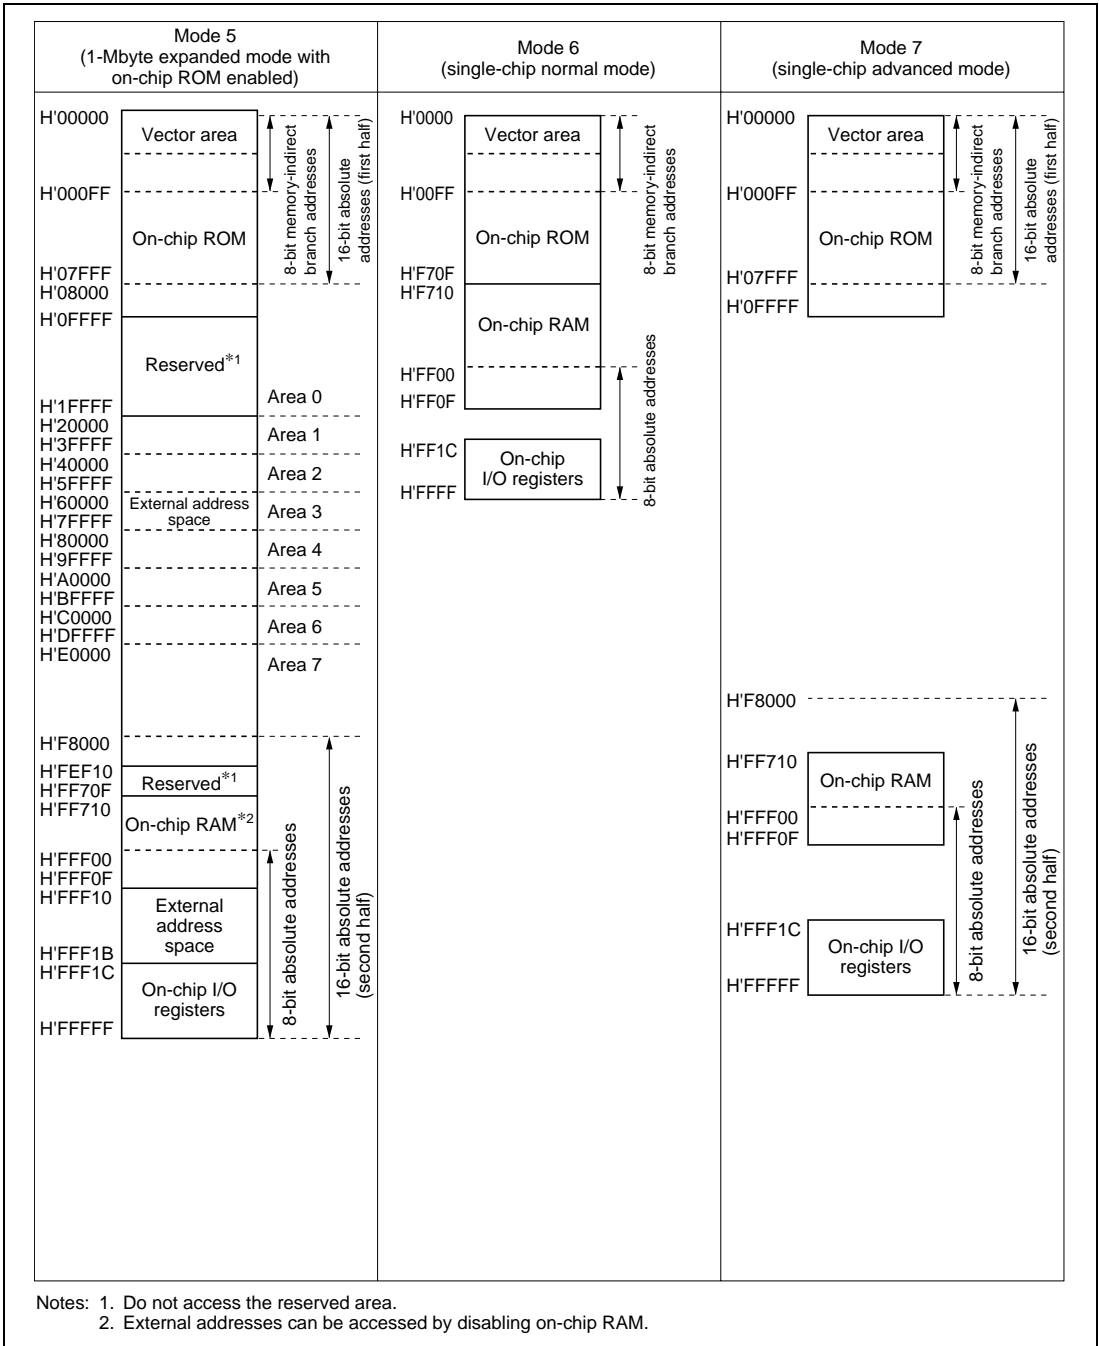 Mode 5
(1-Mbyte expanded mode with
on-chip ROM enabled)
H'00000
Vector area
H'000FF
On-chip ROM
H'07FFF
H'08000
H'0FFFF
Reserved*1
H'1FFFF
H'20000
H'3FFFF
H'40000
H'5FFFF
H'60000
H'7FFFF
External address
space
H'80000
H'9FFFF
H'A0000
H'BFFFF
H'C0000
H'DFFFF
H'E0000
Area 0
Area 1
Area 2
Area 3
Area 4
Area 5
Area 6
Area 7
8-bit memory-indirect
branch addresses
16-bit absolute
addresses (first half)
H'F8000
H'FEF10
Reserved*1
H'FF70F
H'FF710
On-chip RAM*2
H'FFF00
H'FFF0F
H'FFF10
External
address
space
H'FFF1B
H'FFF1C
On-chip I/O
registers
H'FFFFF
8-bit absolute addresses
16-bit absolute addresses
(second half)
Mode 6
(single-chip normal mode)
H'0000
Vector area
H'00FF
On-chip ROM
H'F70F
H'F710
On-chip RAM
H'FF00
H'FF0F
H'FF1C
On-chip
I/O registers
H'FFFF
8-bit memory-indirect
branch addresses
8-bit absolute addresses
Mode 7
(single-chip advanced mode)
H'00000
Vector area
H'000FF
On-chip ROM
H'07FFF
H'0FFFF
8-bit memory-indirect
branch addresses
16-bit absolute
addresses (first half)
H'F8000
H'FF710
On-chip RAM
H'FFF00
H'FFF0F
H'FFF1C
On-chip I/O
registers
H'FFFFF
8-bit absolute addresses
16-bit absolute addresses
(second half)
Notes: 1. Do not access the reserved area.
2. External addresses can be accessed by disabling on-chip RAM.